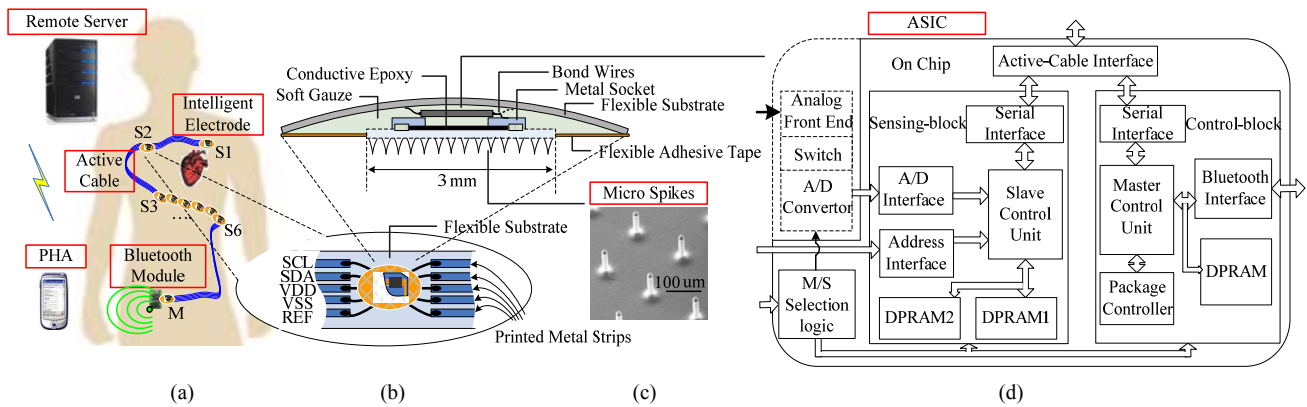 Remote Server
Intelligent
Electrode
S2
S1
Active
Cable
S3
.....
S6
PHA
Bluetooth
Module
M
(a)
Conductive Epoxy
Soft Gauze
Bond Wires
Metal Socket
Flexible Substrate
Flexible Adhesive Tape
3 mm
Flexible Substrate
SCL
SDA
VDD
VSS
REF
Printed Metal Strips
(b)
Micro Spikes
100 um
(c)
ASIC
On Chip
Active-Cable Interface
Analog
Front End
Switch
A/D
Convertor
M/S
Selection
logic
Sensing-block
Serial
Interface
A/D
Interface
Address
Interface
Slave
Control
Unit
DPRAM2
DPRAM1
Serial
Interface
Control-block
Master
Control
Unit
Bluetooth
Interface
Package
Controller
DPRAM
(d)